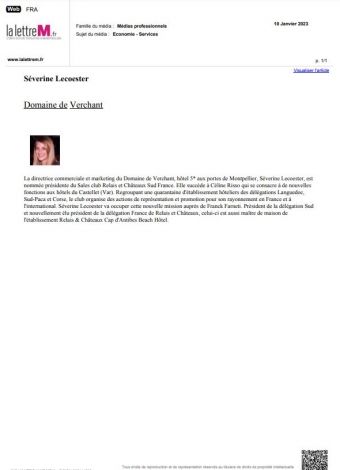 Web FRA
la lettreM.fr
Famille du média : Médias professionnels
Sujet du média : Economie - Services
10 Janvier 2023
www.lalettrem.fr
p. 1/1
Visualiser l'article
Séverine Lecoester
Domaine de Verchant
La directrice commerciale et marketing du Domaine de Verchant, hôtel 5* aux portes de Montpellier, Séverine Lecoester, est
nommée présidente du Sales club Relais et Châteaux Sud France. Elle succède à Céline Risso qui se consacre à de nouvelles
fonctions aux hôtels du Castellet (Var). Regroupant une quarantaine d'établissement hôteliers des délégations Languedoc,
Sud-Paca et Corse, le club organise des actions de représentation et promotion pour son rayonnement en France et à
l'international. Séverine Lecoester va occuper cette nouvelle mission auprès de Franck Farneti. Président de la délégation Sud
et nouvellement élu président de la délégation France de Relais et Châteaux, celui-ci est aussi maître de maison de
l'établissement Relais & Châteaux Cap d'Antibes Beach Hôtel.
Tous droits de reproduction et de représentation réservés au titulaire de droits de propriété intellectuelle